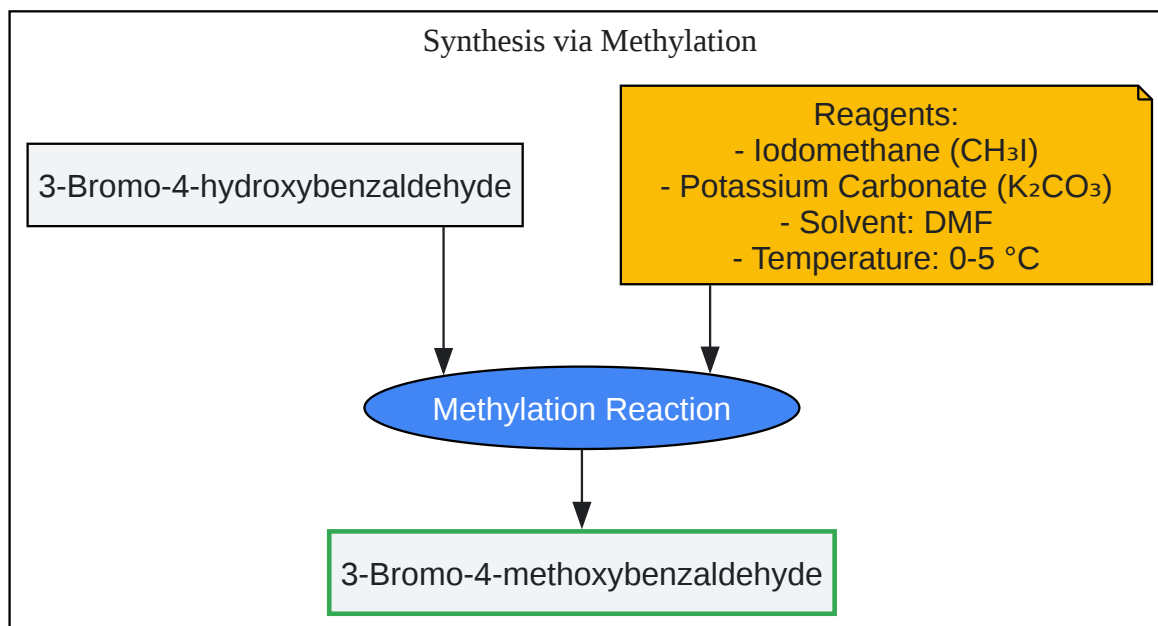 Synthesis via Methylation
3-Bromo-4-hydroxybenzaldehyde
Reagents:
- Iodomethane (CH₃I)
- Potassium Carbonate (K₂CO₃)
- Solvent: DMF
- Temperature: 0-5 °C
Methylation Reaction
3-Bromo-4-methoxybenzaldehyde